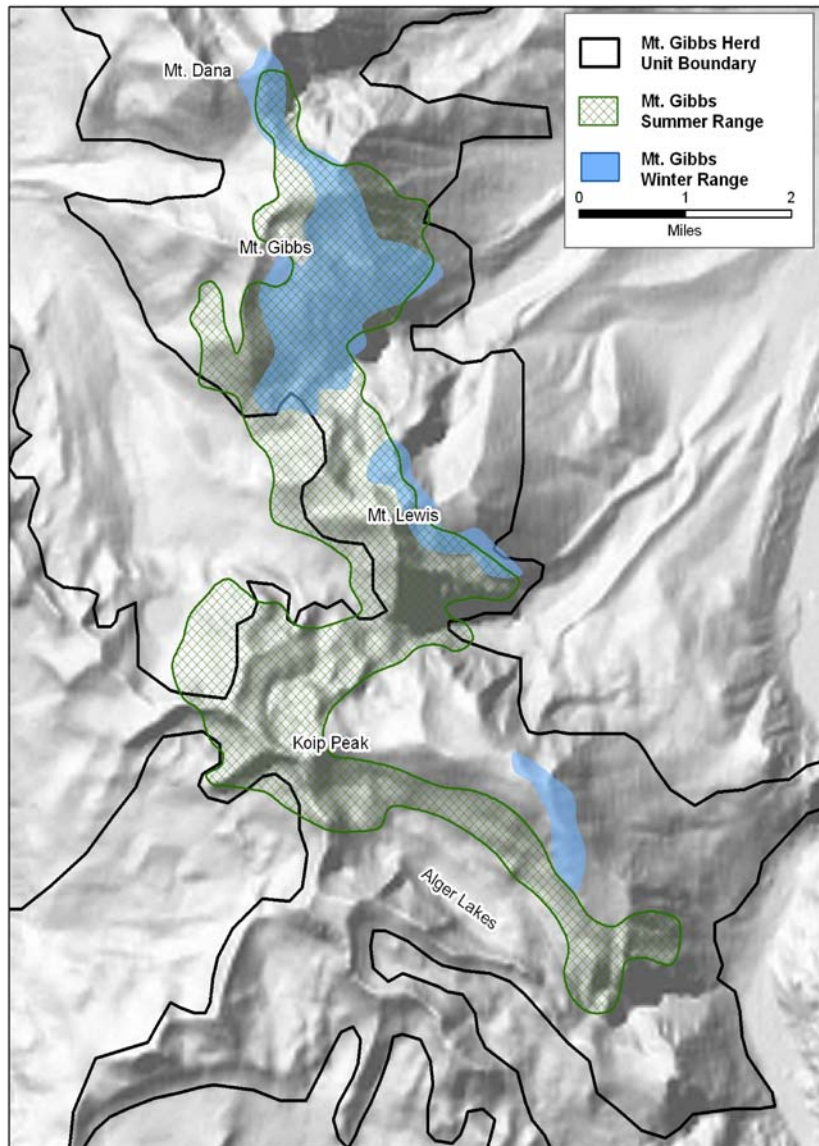 Mt. Gibbs Herd
Unit Boundary
Mt. Gibbs
Summer Range
Mt. Gibbs
Winter Range
0 1 2
Miles
Mt. Dana
Mt. Gibbs
Mt. Lewis
Koip Peak
Alger Lakes